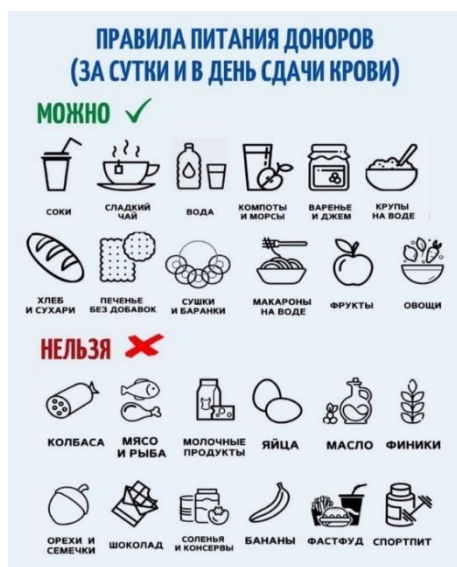 ПРАВИЛА ПИТАНИЯ ДОНОРОВ
(ЗА СУТКИ И В ДЕНЬ СДАЧИ КРОВИ)
МОЖНО
СОКИ
СЛАДКИЙ
ЧАЙ
ВОДА
КОМПОТЫ
И МОРСЫ
ВАРЕНЬЕ
И ДЖЕМ
КРУПЫ
НА ВОДЕ
ХЛЕБ
И СУХАРИ
ПЕЧЕНЬЕ
БЕЗ ДОБАВОК
СУШКИ
И БАРАНКИ
МАКАРОНЫ
НА ВОДЕ
ФРУКТЫ
ОВОЩИ
НЕЛЬЗЯ
КОЛБАСА
МЯСО
И РЫБА
МОЛОЧНЫЕ
ПРОДУКТЫ
ЯЙЦА
МАСЛО
ФИНИКИ
ОРЕХИ И
СЕМЕЧКИ
ШОКОЛАД
СОЛЕНЬЯ
И КОНСЕРВЫ
БАНАНЫ
ФАСТФУД
СПОРТПИТ